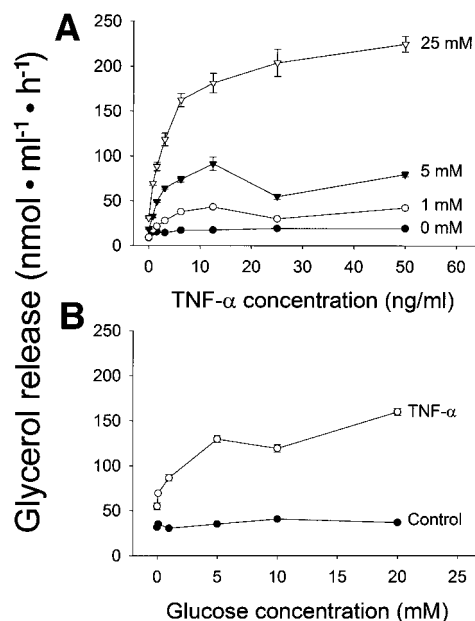 A
Glycerol release (nmol • ml-1 • h-1)
250
200
150
100
50
0
25 mM
5 mM
1 mM
0 mM
0 10 20 30 40 50 60
TNF-α concentration (ng/ml)
B
250
200
150
100
50
0
TNF-α
Control
0 5 10 15 20 25
Glucose concentration (mM)